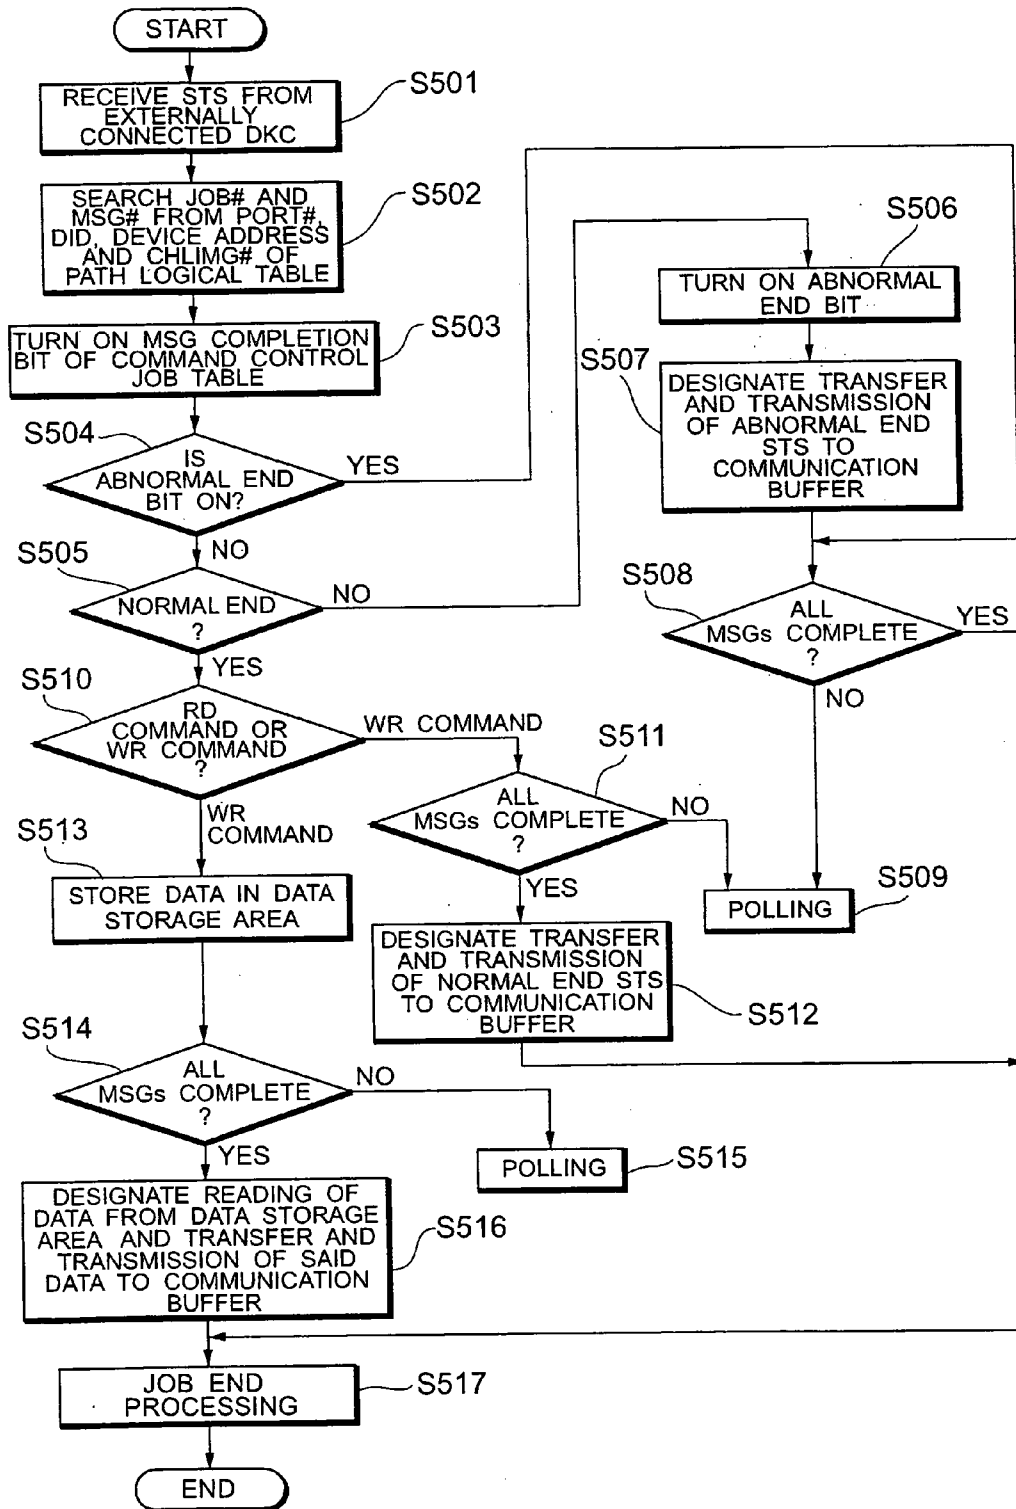 START
S501
RECEIVE STS FROM
EXTERNALLY
CONNECTED DKC
S502
SEARCH JOB# AND
MSG# FROM PORT#,
DID, DEVICE ADDRESS
AND CHLIMG# OF
PATH LOGICAL TABLE
S503
TURN ON MSG COMPLETION
BIT OF COMMAND CONTROL
JOB TABLE
S504
IS
ABNORMAL END
BIT ON?
YES
NO
S505
NORMAL END
?
NO
YES
S506
TURN ON ABNORMAL
END BIT
S507
DESIGNATE TRANSFER
AND TRANSMISSION
OF ABNORMAL END
STS TO
COMMUNICATION
BUFFER
S508
ALL
MSGs COMPLETE
?
YES
NO
S509
POLLING
S510
RD
COMMAND OR
WR COMMAND
?
WR COMMAND
WR
COMMAND
S511
ALL
MSGs COMPLETE
?
NO
YES
S512
DESIGNATE TRANSFER
AND TRANSMISSION
OF NORMAL END STS
TO COMMUNICATION
BUFFER
S513
STORE DATA IN DATA
STORAGE AREA
S514
ALL
MSGs COMPLETE
?
NO
YES
POLLING
S515
DESIGNATE READING OF
DATA FROM DATA STORAGE
AREA AND TRANSFER AND
TRANSMISSION OF SAID
DATA TO COMMUNICATION
BUFFER
S516
JOB END
PROCESSING
S517
END